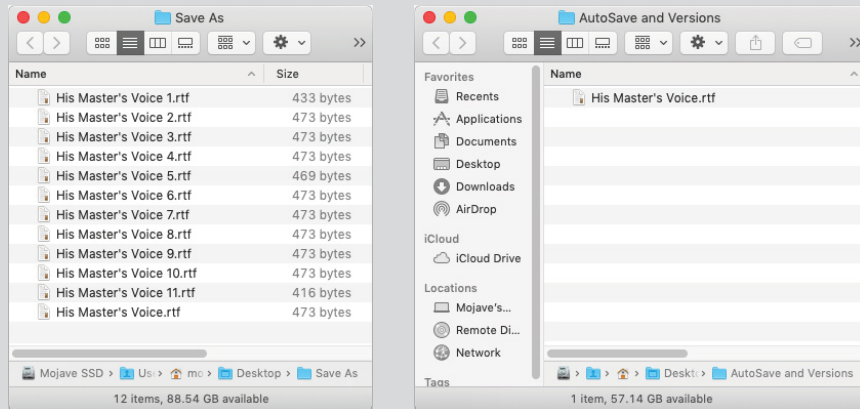 Save As
Name Size
His Master's Voice 1.rtf 433 bytes
His Master's Voice 2.rtf 473 bytes
His Master's Voice 3.rtf 473 bytes
His Master's Voice 4.rtf 473 bytes
His Master's Voice 5.rtf 469 bytes
His Master's Voice 6.rtf 473 bytes
His Master's Voice 7.rtf 473 bytes
His Master's Voice 8.rtf 473 bytes
His Master's Voice 9.rtf 473 bytes
His Master's Voice 10.rtf 473 bytes
His Master's Voice 11.rtf 416 bytes
His Master's Voice.rtf 473 bytes
Mojave SSD > Us > mo > Desktop > Save As
12 items, 88.54 GB available
AutoSave and Versions
Favorites
Recents
Applications
Documents
Desktop
Downloads
AirDrop
iCloud
iCloud Drive
Locations
Mojave's...
Remote Di...
Network
Tags
Name
His Master's Voice.rtf
Deskt > AutoSave and Versions
1 item, 57.14 GB available